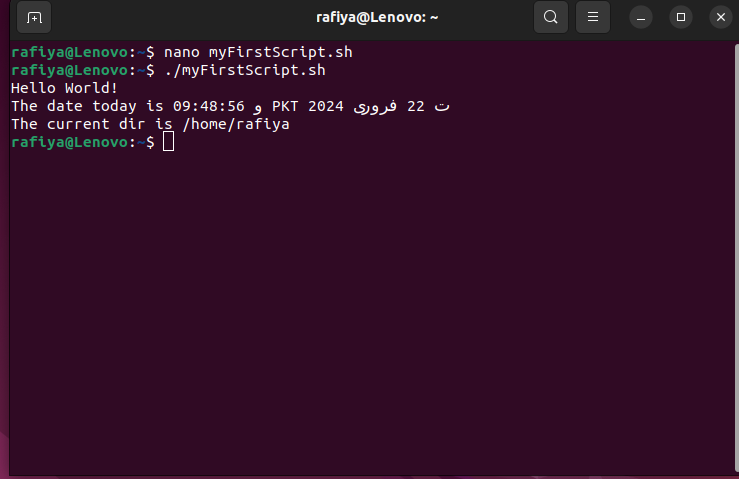 rafiya@Lenovo: ~
rafiya@Lenovo:~$ nano myFirstScript.sh
rafiya@Lenovo:~$ ./myFirstScript.sh
Hello World!
The date today is 09:48:56 و PKT 2024 فروری 22 ت
The current dir is /home/rafiya
rafiya@Lenovo:~$